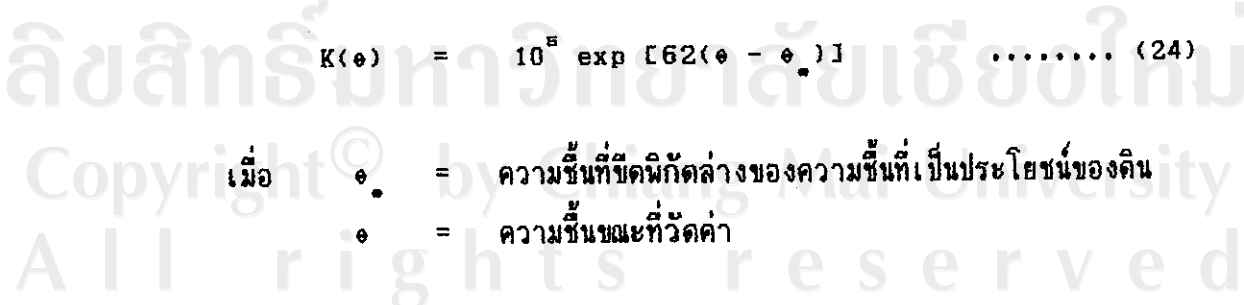 K(θ) = 10⁵ exp [62(θ - θₒ)] ........ (24)
เมื่อ θₒ = ความชื้นที่ขีดพิกัดล่างของความชื้นที่เป็นประโยชน์ของดิน
θ = ความชื้นขณะที่วัดค่า
ลิขสิทธิ์มหาวิทยาลัยเชียงใหม่
Copyright© by Chiang Mai University
All rights reserved